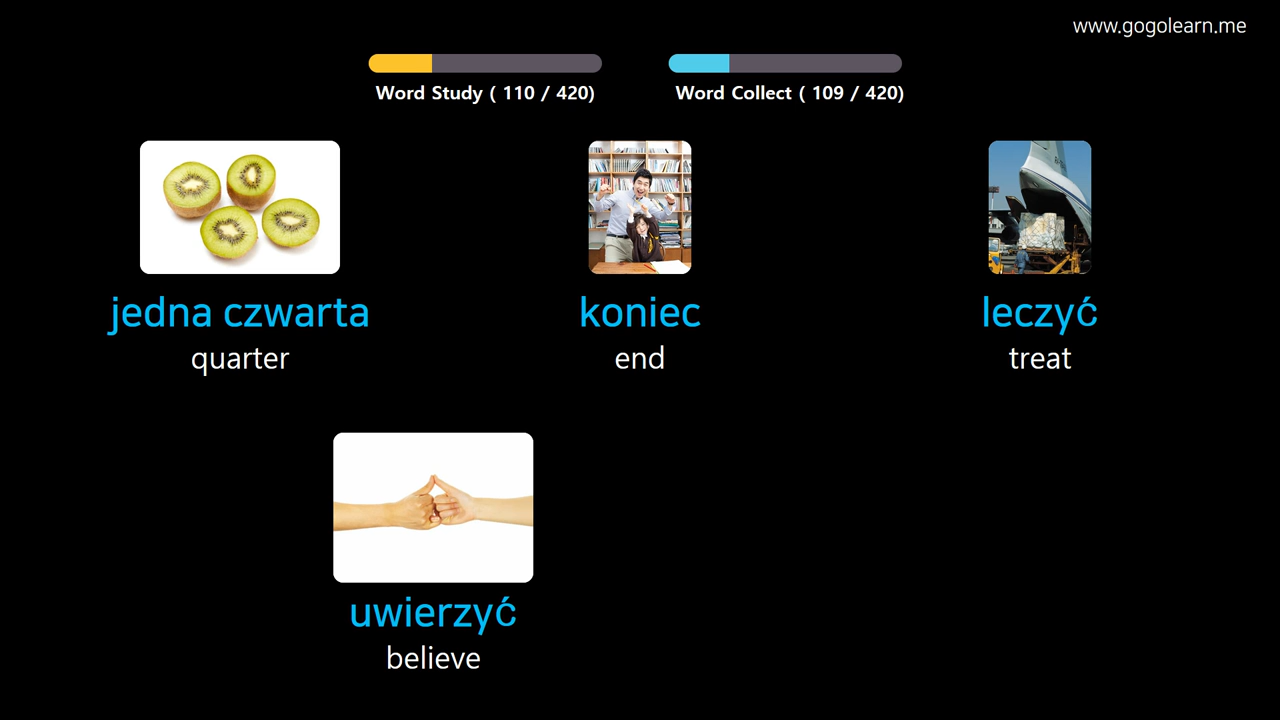 www.gogolearn.me
Word Study ( 110 / 420)
Word Collect ( 109 / 420)
jedna czwarta
quarter
koniec
end
leczyć
treat
uwierzyć
believe